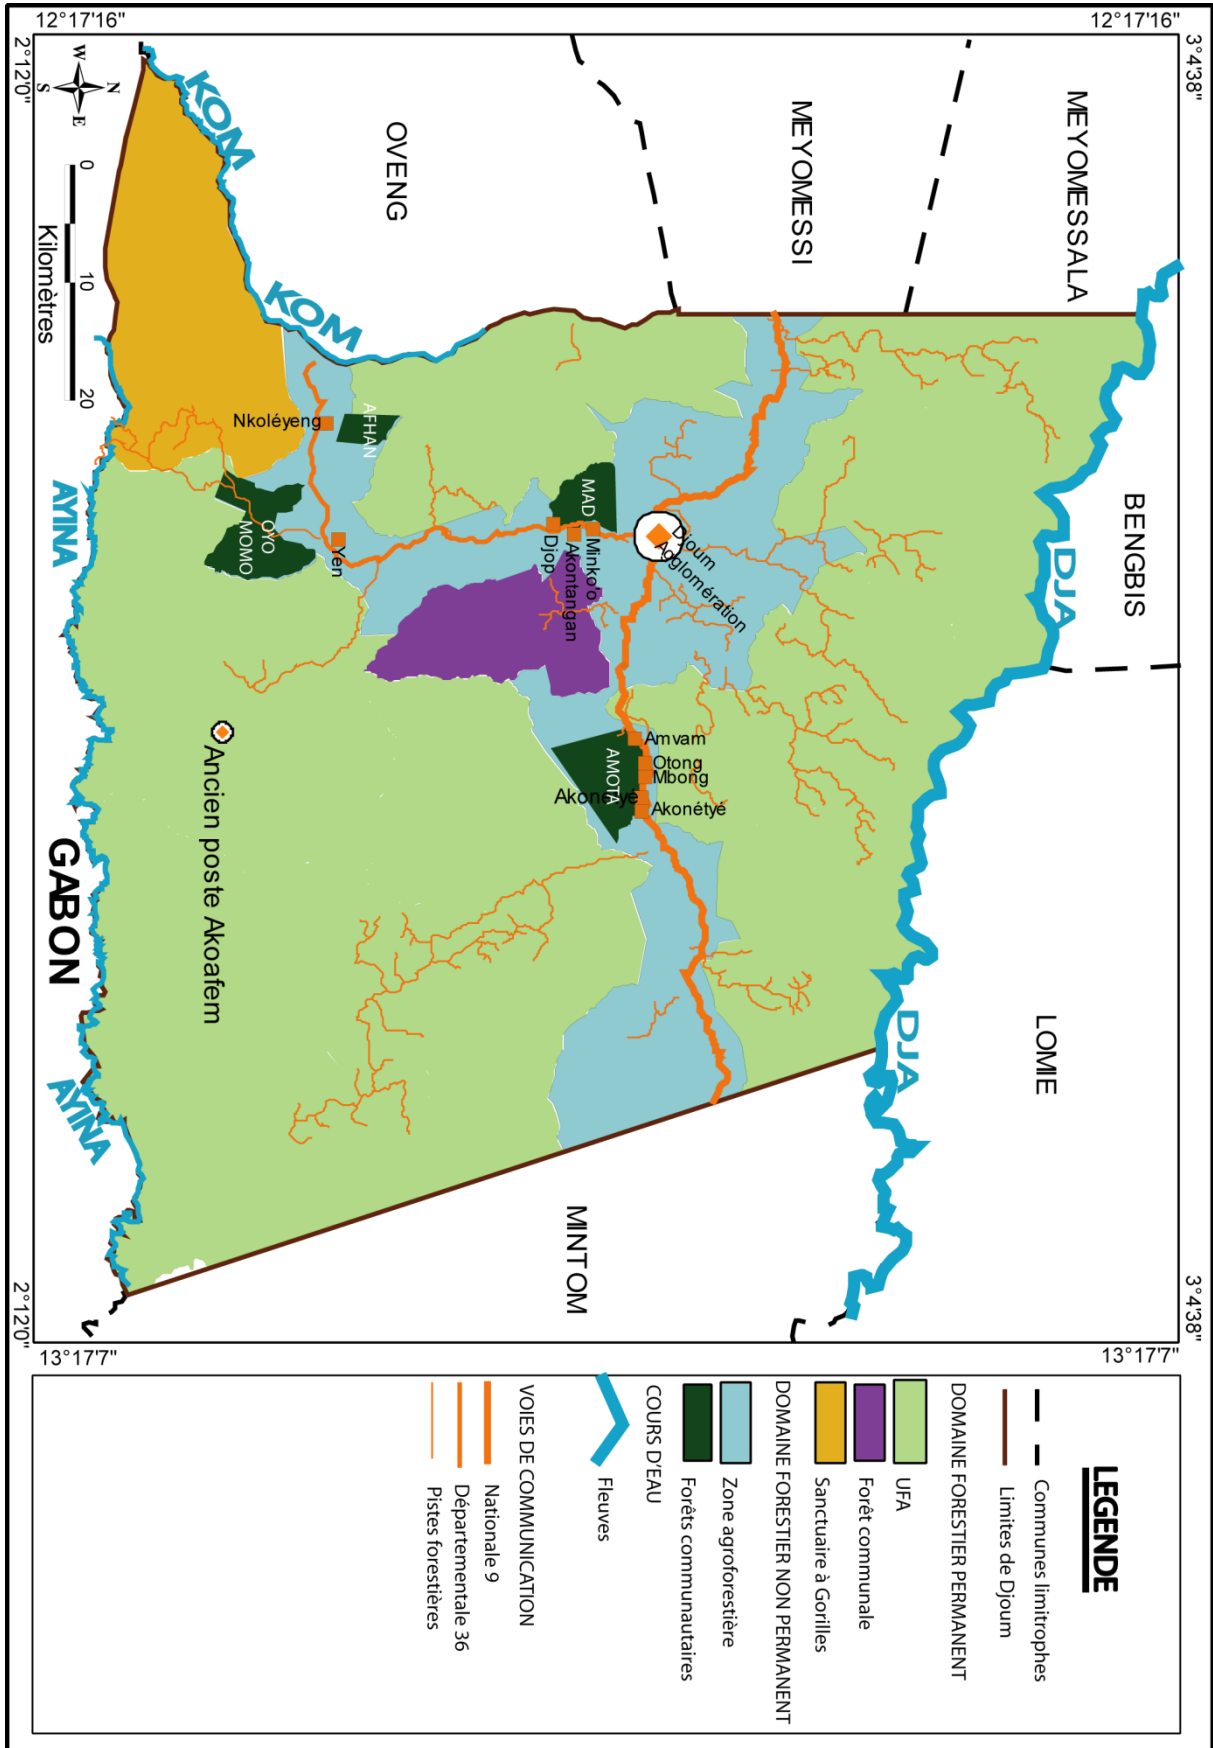 12°17'16"
12°17'16"
2°12'0"
3°4'38"
N
W
E
S
0
10
20
Kilomètres
KOM
KOM
OVENG
MEYOMESSI
MEYOMESSALA
BENGBIS
LOMIE
MINTOM
GABON
DJA
DJA
AYINA
AYINA
Nkoléyeng
AFHAN
OYO
MOMO
Yen
MAD
Minko'o
Akontangan
Djop
Djoum
Agglomération
Amvam
Otong
Mbong
Akonétyé
Akonétyé
AMOTA
Ancien poste Akoafem
2°12'0"
3°4'38"
13°17'7"
13°17'7"
LEGENDE
Communes limitrophes
Limites de Djoum
DOMAINE FORESTIER PERMANENT
UFA
Forêt communale
Sanctuaire à Gorilles
DOMAINE FORESTIER NON PERMANENT
Zone agroforestière
Forêts communautaires
COURS D'EAU
Fleuves
VOIES DE COMMUNICATION
Nationale 9
Départementale 36
Pistes forestières